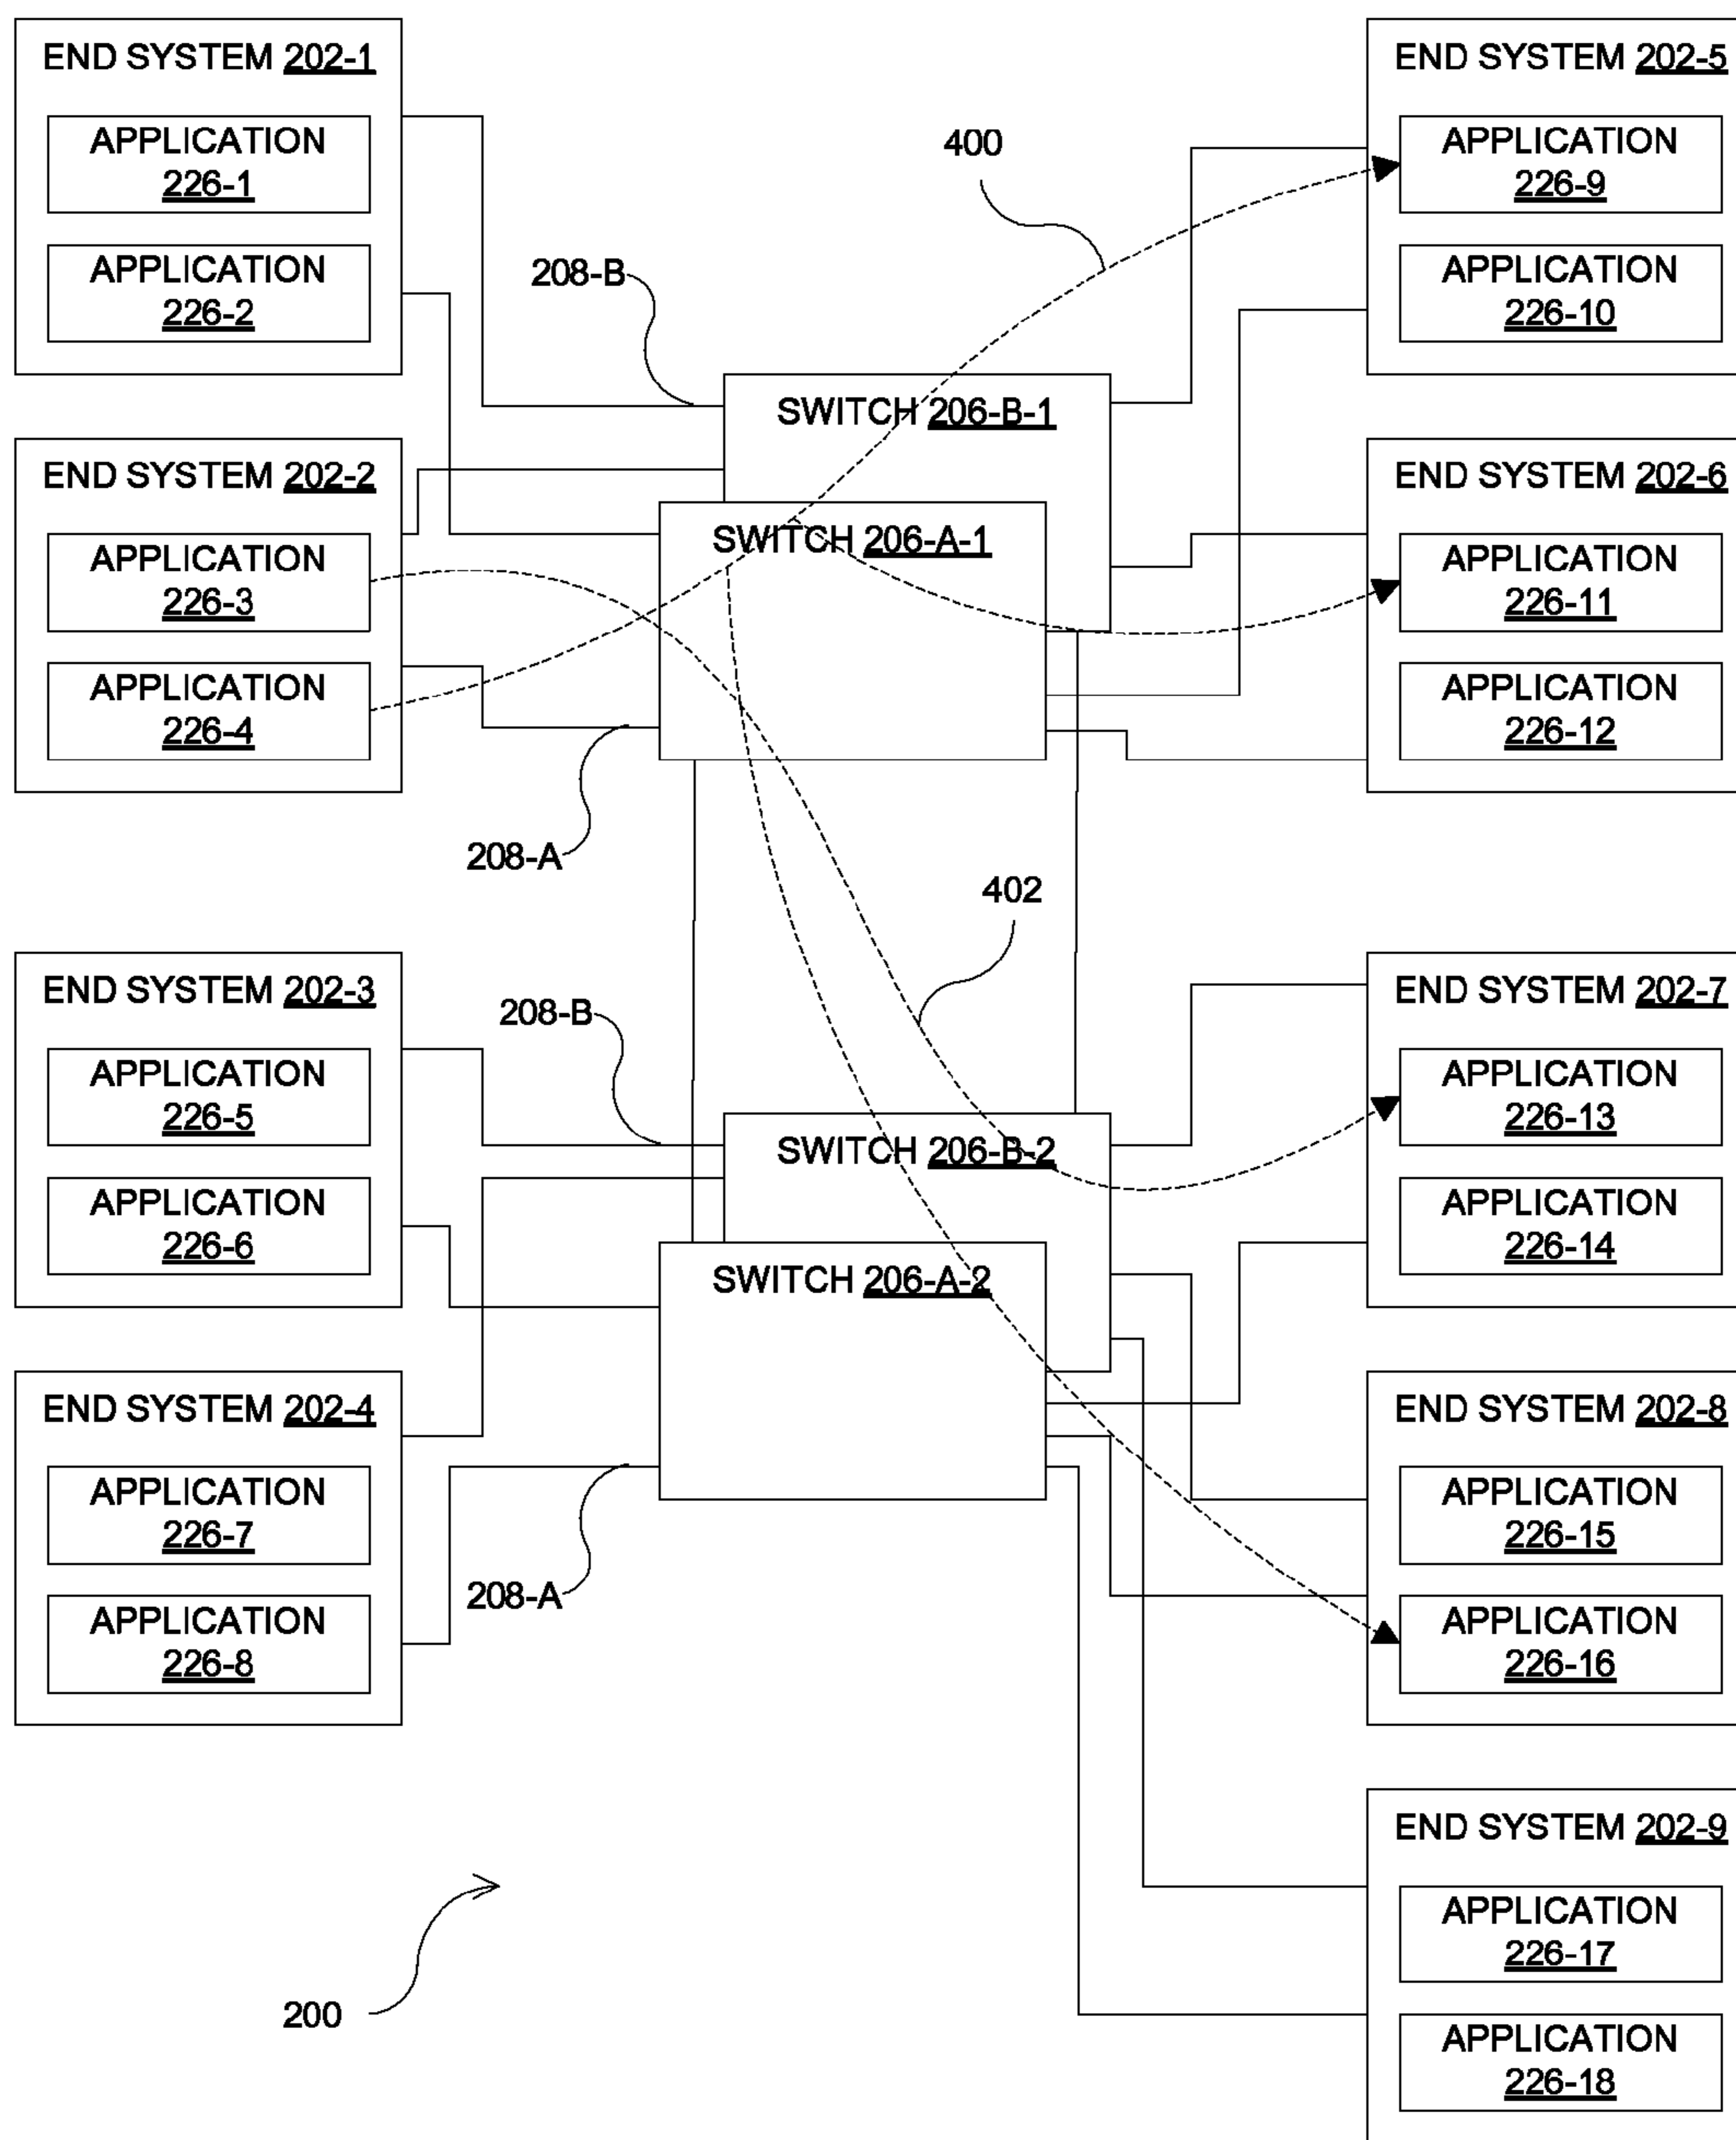 END SYSTEM 202-1
APPLICATION
226-1
APPLICATION
226-2
END SYSTEM 202-2
APPLICATION
226-3
APPLICATION
226-4
END SYSTEM 202-3
APPLICATION
226-5
APPLICATION
226-6
END SYSTEM 202-4
APPLICATION
226-7
APPLICATION
226-8
200
400
208-B
SWITCH 206-B-1
SWITCH 206-A-1
208-A
402
208-B
SWITCH 206-B-2
SWITCH 206-A-2
208-A
END SYSTEM 202-5
APPLICATION
226-9
APPLICATION
226-10
END SYSTEM 202-6
APPLICATION
226-11
APPLICATION
226-12
END SYSTEM 202-7
APPLICATION
226-13
APPLICATION
226-14
END SYSTEM 202-8
APPLICATION
226-15
APPLICATION
226-16
END SYSTEM 202-9
APPLICATION
226-17
APPLICATION
226-18